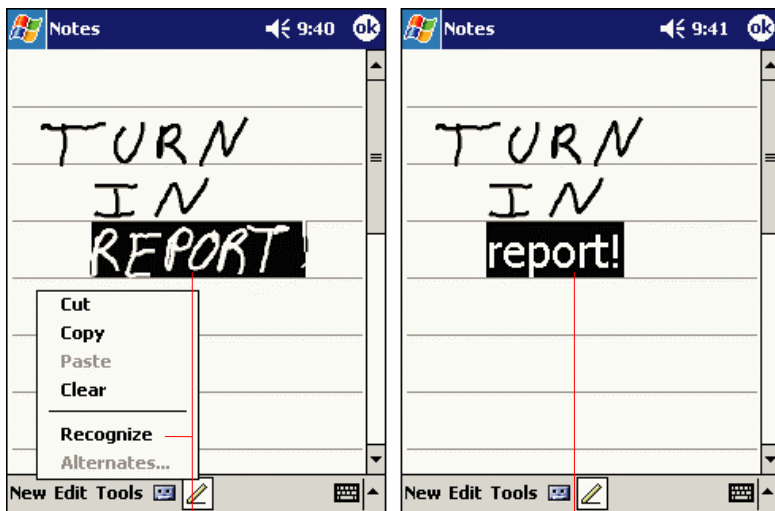 Notes 9:40 ok
TURN
IN
REPORT!
Cut
Copy
Paste
Clear
Recognize
Alternates...
New Edit Tools
Notes 9:41 ok
TURN
IN
report!
New Edit Tools